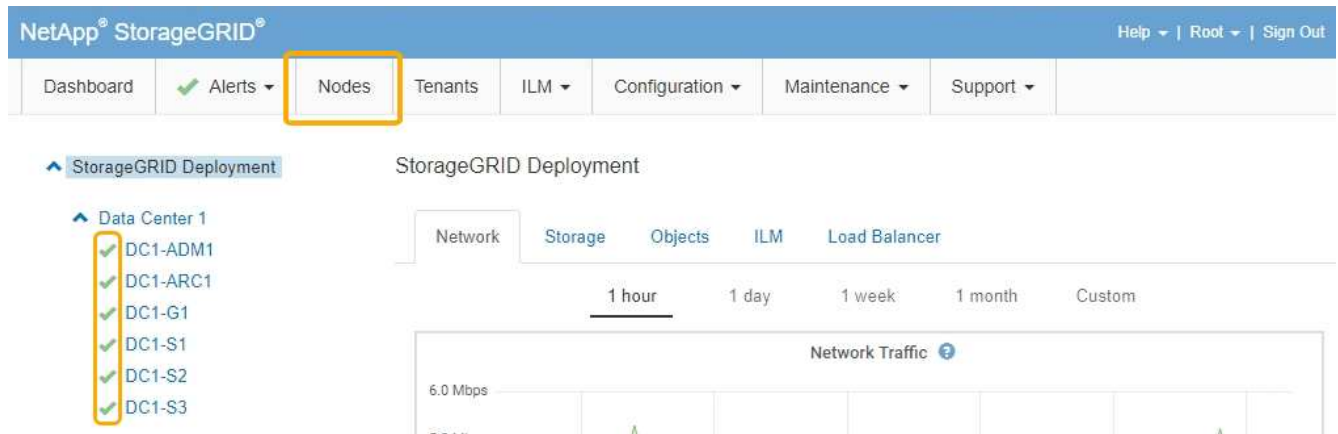 NetApp® StorageGRID®
Help | Root | Sign Out
Dashboard Alerts Nodes Tenants ILM Configuration Maintenance Support
StorageGRID Deployment
StorageGRID Deployment
Data Center 1
Network Storage Objects ILM Load Balancer
DC1-ADM1
DC1-ARC1
1 hour 1 day 1 week 1 month Custom
DC1-G1
DC1-S1
Network Traffic
DC1-S2
6.0 Mbps
DC1-S3